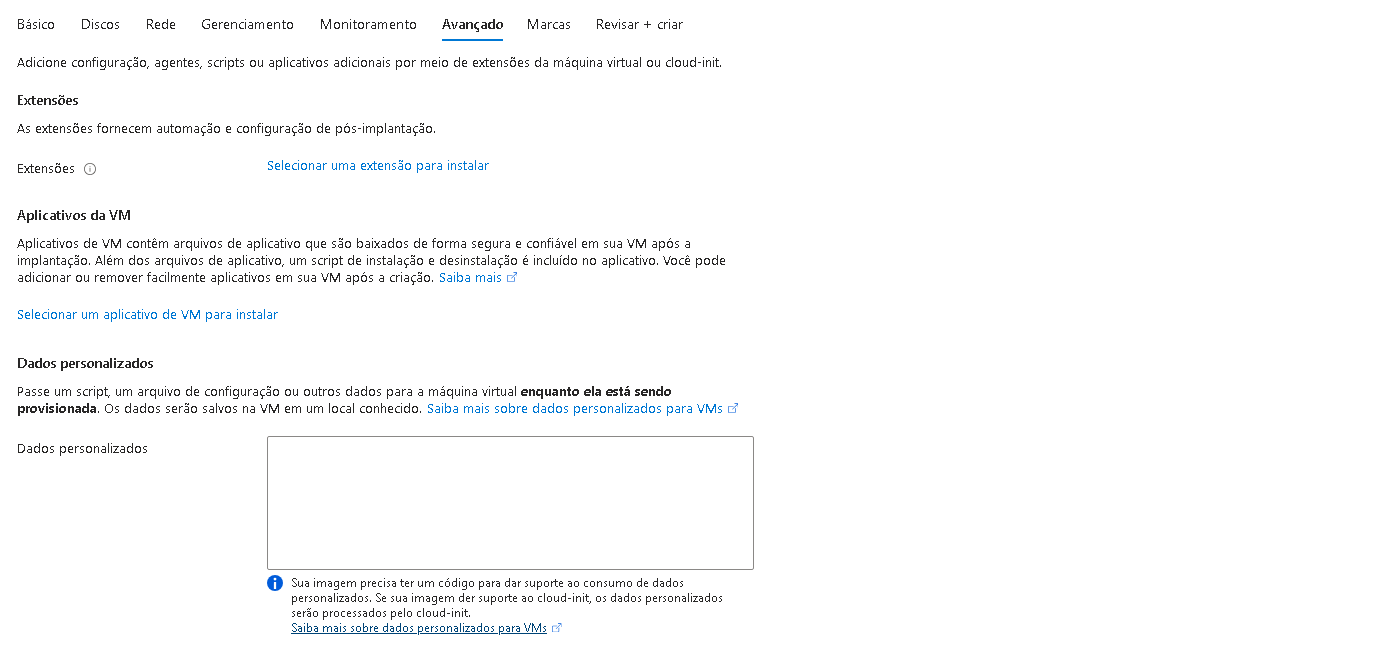 Básico Discos Rede Gerenciamento Monitoramento Avançado Marcas Revisar + criar
Adicione configuração, agentes, scripts ou aplicativos adicionais por meio de extensões da máquina virtual ou cloud-init.
Extensões
As extensões fornecem automação e configuração de pós-implantação.
Extensões Selecionar uma extensão para instalar
Aplicativos da VM
Aplicativos de VM contêm arquivos de aplicativo que são baixados de forma segura e confiável em sua VM após a
implantação. Além dos arquivos de aplicativo, um script de instalação e desinstalação é incluído no aplicativo. Você pode
adicionar ou remover facilmente aplicativos em sua VM após a criação. Saiba mais
Selecionar um aplicativo de VM para instalar
Dados personalizados
Passe um script, um arquivo de configuração ou outros dados para a máquina virtual enquanto ela está sendo
provisionada. Os dados serão salvos na VM em um local conhecido. Saiba mais sobre dados personalizados para VMs
Dados personalizados
Sua imagem precisa ter um código para dar suporte ao consumo de dados
personalizados. Se sua imagem der suporte ao cloud-init, os dados personalizados
serão processados pelo cloud-init.
Saiba mais sobre dados personalizados para VMs